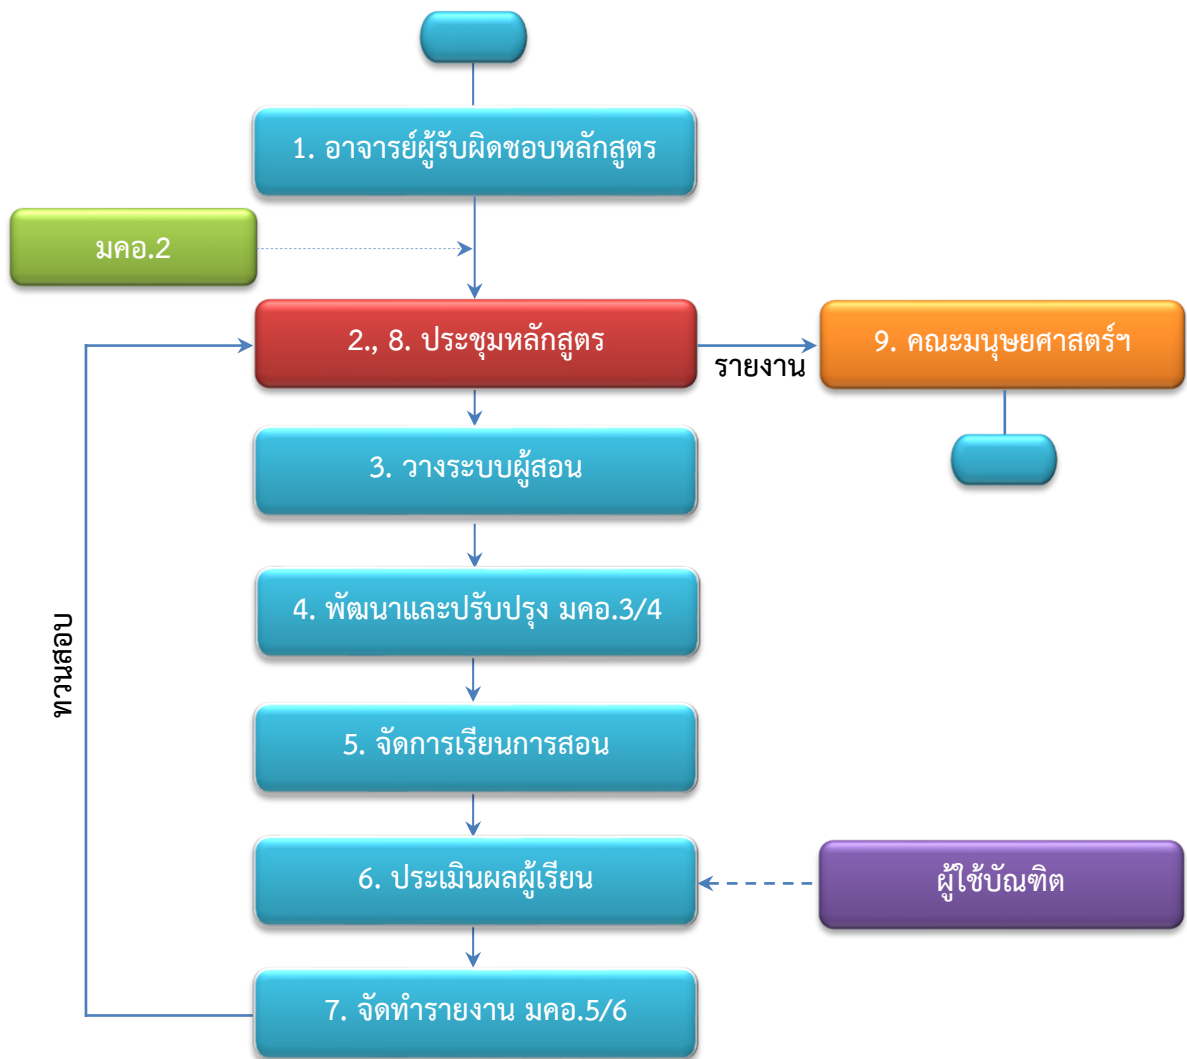 1. อาจารย์ผู้รับผิดชอบหลักสูตร
มคอ.2
2., 8. ประชุมหลักสูตร
รายงาน
9. คณะมนุษยศาสตร์ฯ
3. วางระบบผู้สอน
4. พัฒนาและปรับปรุง มคอ.3/4
ทวนสอบ
5. จัดการเรียนการสอน
6. ประเมินผลผู้เรียน
ผู้ใช้บัณฑิต
7. จัดทำรายงาน มคอ.5/6